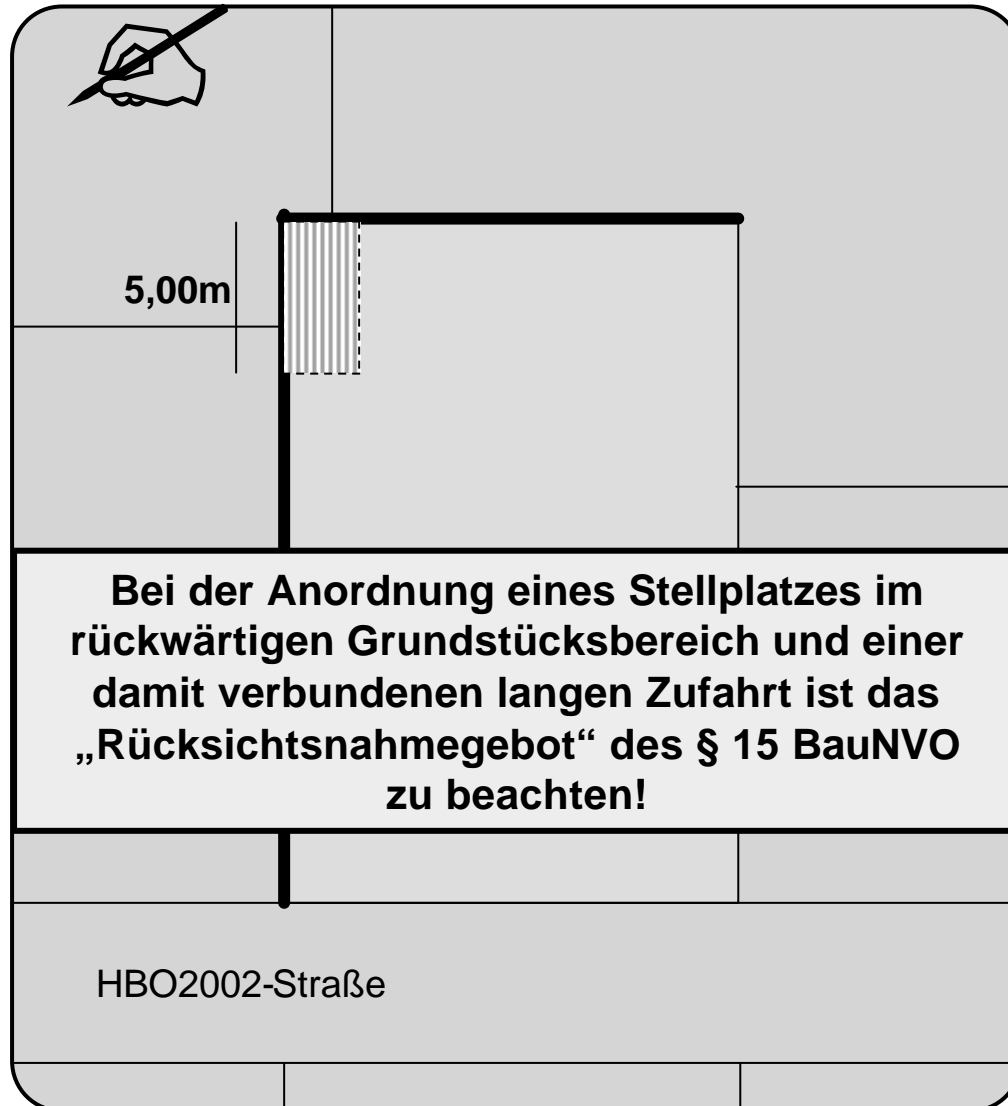 5,00m
Bei der Anordnung eines Stellplatzes im
rückwärtigen Grundstücksbereich und einer
damit verbundenen langen Zufahrt ist das
„Rücksichtsnahmegebot“ des § 15 BauNVO
zu beachten!
HBO2002-Straße